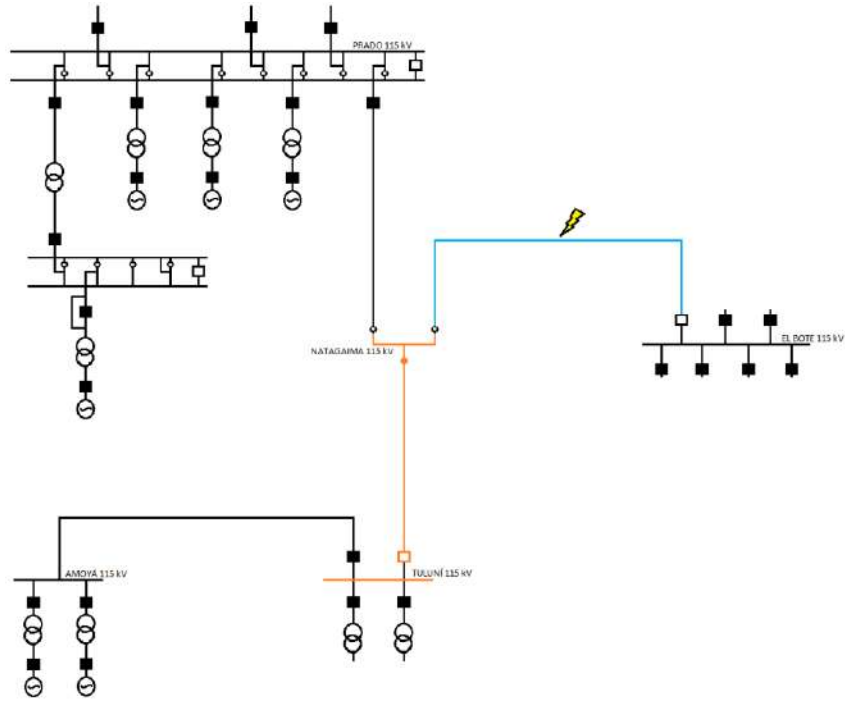 PRADO 115 kV
NATAGAIMA 115 kV
EL BOTE 115 kV
AMOYÁ 115 kV
TULUNÍ 115 kV